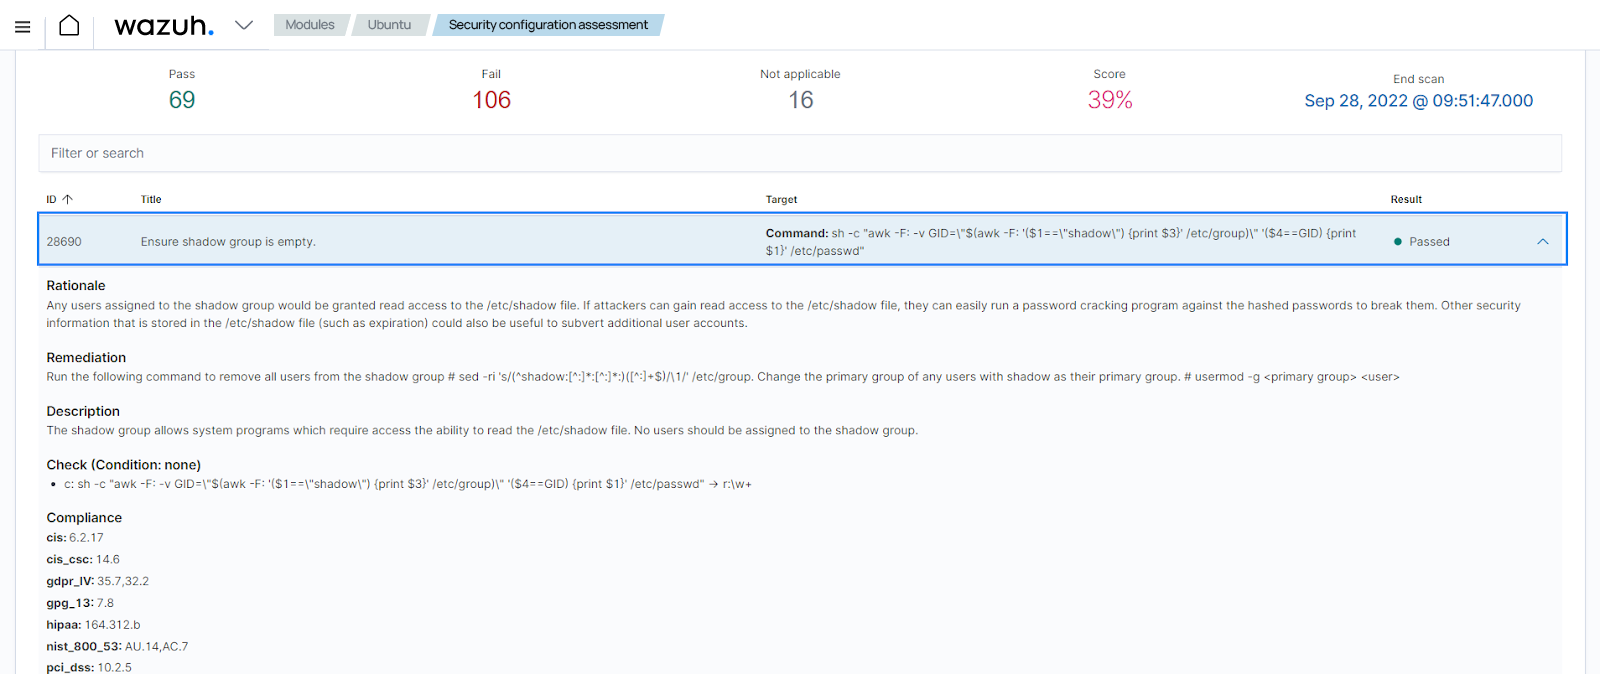 wazuh. Modules Ubuntu Security configuration assessment
Pass Fail Not applicable Score End scan
69 106 16 39% Sep 28, 2022 @ 09:51:47.000
Filter or search
ID Title Target Result
28690 Ensure shadow group is empty. Command: sh -c "awk -F: -v GID=\"$(awk -F: '($1==\"shadow\") {print $3}' /etc/group)\" '($4==GID) {print Passed
$1}' /etc/passwd"
Rationale
Any users assigned to the shadow group would be granted read access to the /etc/shadow file. If attackers can gain read access to the /etc/shadow file, they can easily run a password cracking program against the hashed passwords to break them. Other security
information that is stored in the /etc/shadow file (such as expiration) could also be useful to subvert additional user accounts.
Remediation
Run the following command to remove all users from the shadow group # sed -ri 's/(^shadow:[^:]*:[^:]*:)([^:]+$)/\1/' /etc/group. Change the primary group of any users with shadow as their primary group. # usermod -g <primary group> <user>
Description
The shadow group allows system programs which require access the ability to read the /etc/shadow file. No users should be assigned to the shadow group.
Check (Condition: none)
• c: sh -c "awk -F: -v GID=\"$(awk -F: '($1==\"shadow\") {print $3}' /etc/group)\" '($4==GID) {print $1}' /etc/passwd" → r:\w+
Compliance
cis: 6.2.17
cis_csc: 14.6
gdpr_IV: 35.7,32.2
gpg_13: 7.8
hipaa: 164.312.b
nist_800_53: AU.14,AC.7
pci_dss: 10.2.5